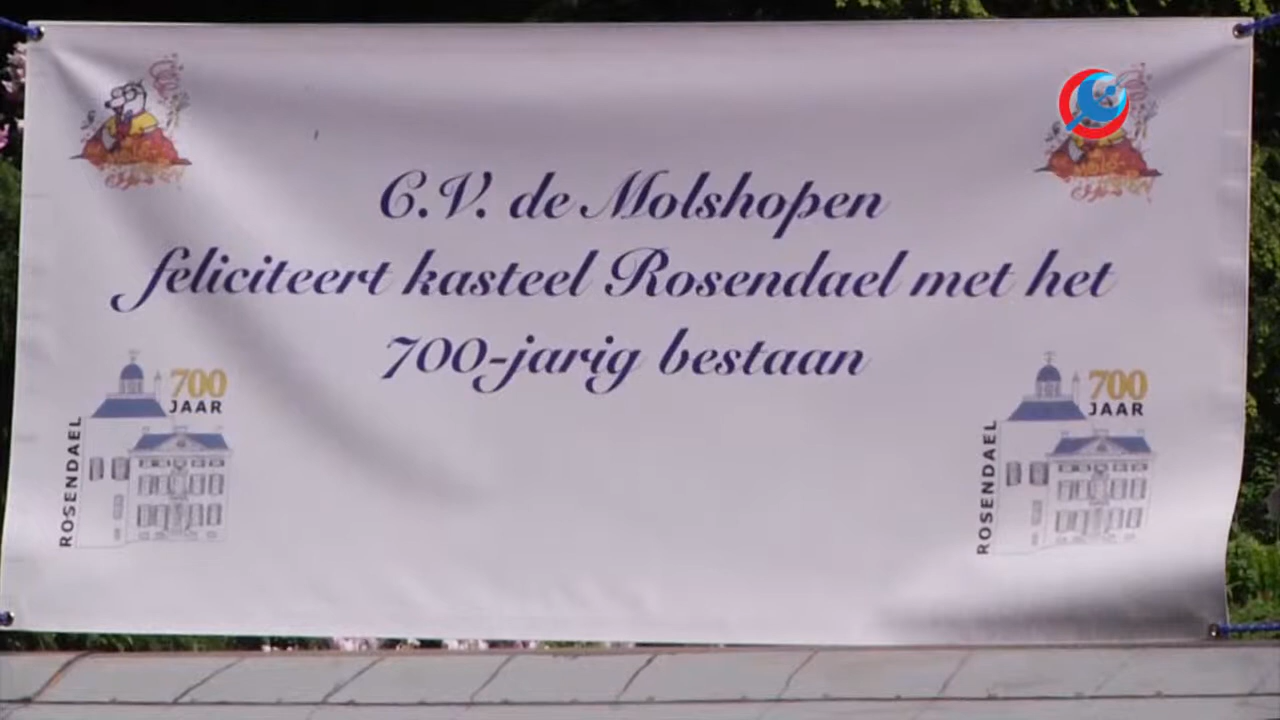 C.V. de Molshopen
feliciteert kasteel Rosendael met het
700-jarig bestaan
700
JAAR
ROSENDAEL
700
JAAR
ROSENDAEL